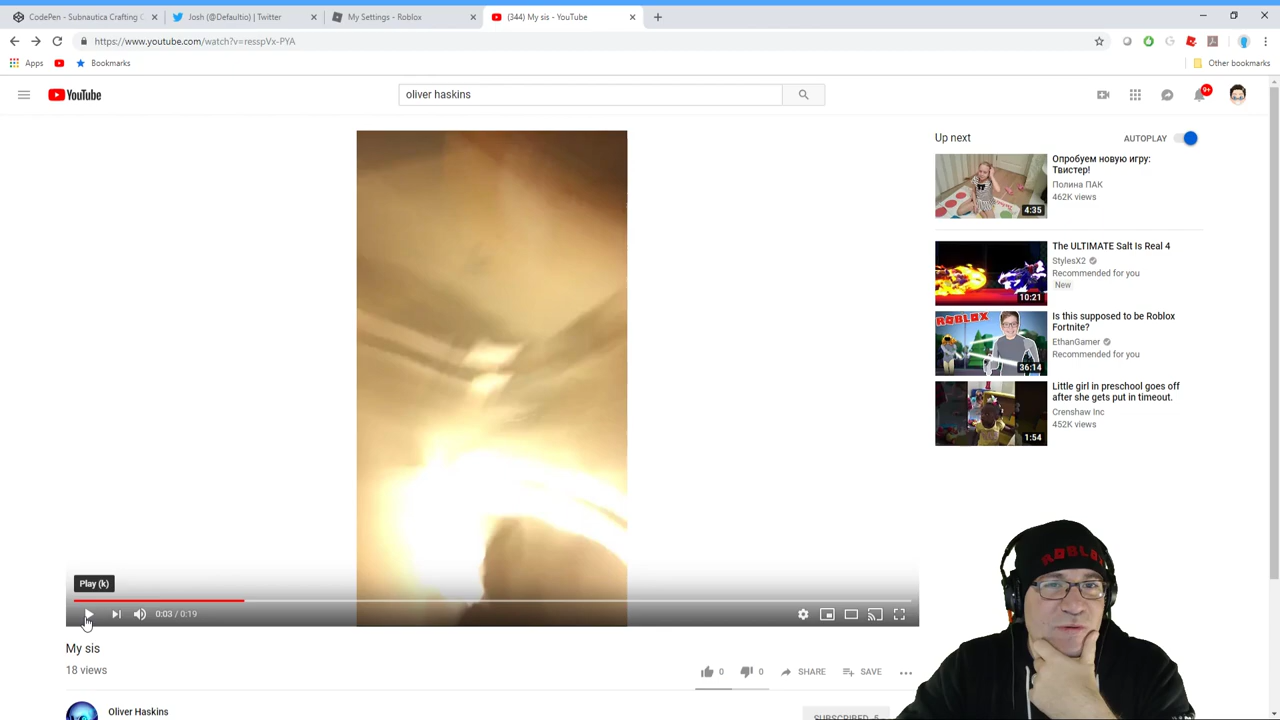 CodePen - Subnautica Crafting C
Josh (@Defaultio) | Twitter
My Settings - Roblox
(344) My sis - YouTube
https://www.youtube.com/watch?v=resspVx-PYA
Apps
Bookmarks
Other bookmarks
YouTube
oliver haskins
9+
Up next
AUTOPLAY
Опробуем новую игру:
Твистер!
Полина ПАК
462K views
4:35
The ULTIMATE Salt Is Real 4
StylesX2
Recommended for you
New
10:21
ROBLOX
Is this supposed to be Roblox
Fortnite?
EthanGamer
Recommended for you
36:14
Little girl in preschool goes off
after she gets put in timeout.
Crenshaw Inc
452K views
1:54
Play (k)
0:03 / 0:19
My sis
18 views
0
0
SHARE
SAVE
Oliver Haskins
SUBSCRIBED 5
ROBLOX